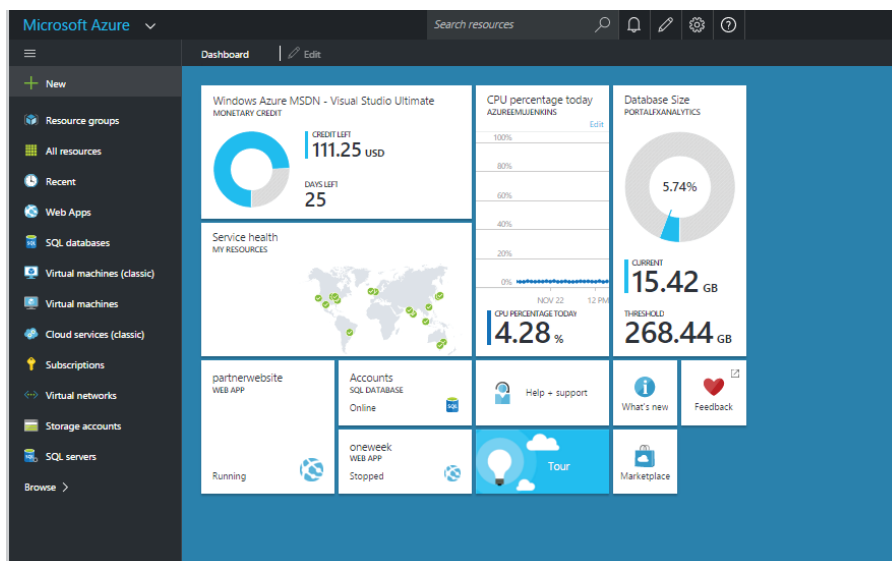 Microsoft Azure
Search resources
Dashboard
Edit
New
Resource groups
All resources
Recent
Web Apps
SQL databases
Virtual machines (classic)
Virtual machines
Cloud services (classic)
Subscriptions
Virtual networks
Storage accounts
SQL servers
Browse >
Windows Azure MSDN - Visual Studio Ultimate
MONETARY CREDIT
CREDIT LEFT
111.25 USD
DAYS LEFT
25
Service health
MY RESOURCES
CPU percentage today
AZUREEMUJENKINS
Edit
100%
80%
60%
40%
20%
0%
NOV 22 12 PM
CPU PERCENTAGE TODAY
4.28 %
Database Size
PORTALFXANALYTICS
5.74%
CURRENT
15.42 GB
THRESHOLD
268.44 GB
partnerwebsite
WEB APP
Running
Accounts
SQL DATABASE
Online
SQL
oneweek
WEB APP
Stopped
Help + support
What's new
Feedback
Tour
Marketplace